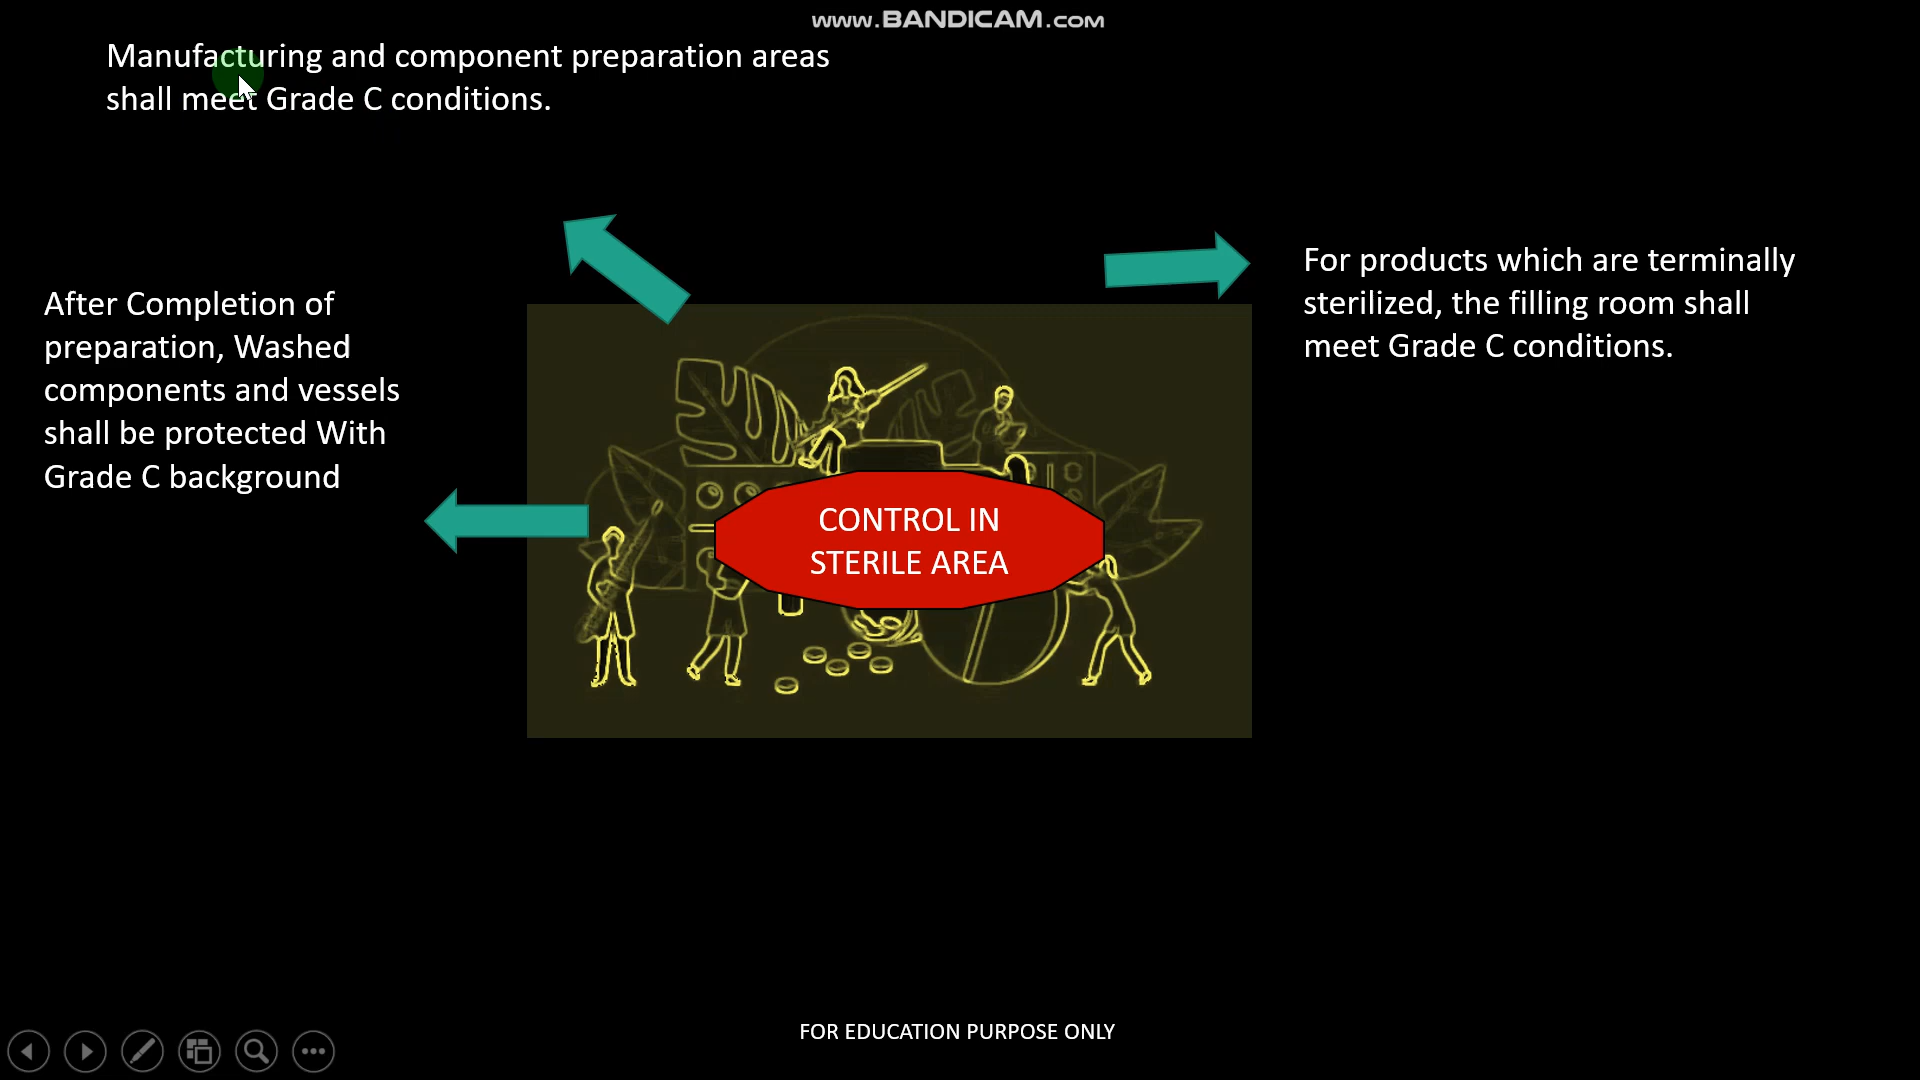 www.BANDICAM.com
Manufacturing and component preparation areas
shall meet Grade C conditions.
For products which are terminally
sterilized, the filling room shall
meet Grade C conditions.
After Completion of
preparation, Washed
components and vessels
shall be protected With
Grade C background
CONTROL IN
STERILE AREA
FOR EDUCATION PURPOSE ONLY